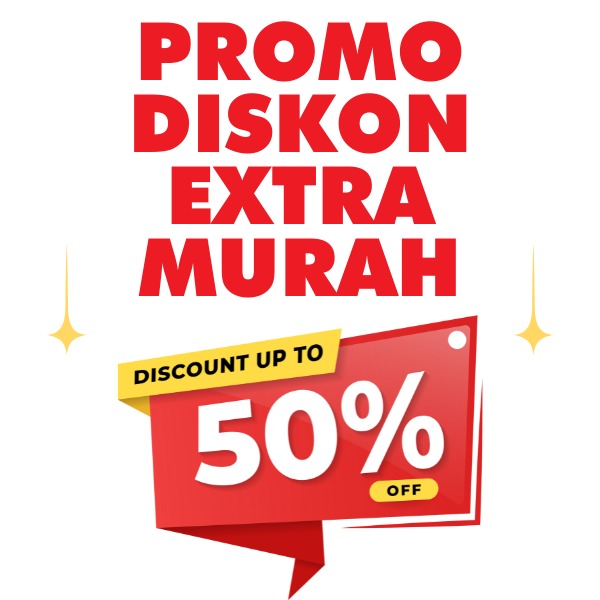 PROMO
DISKON
EXTRA
MURAH
DISCOUNT UP TO
50%
OFF